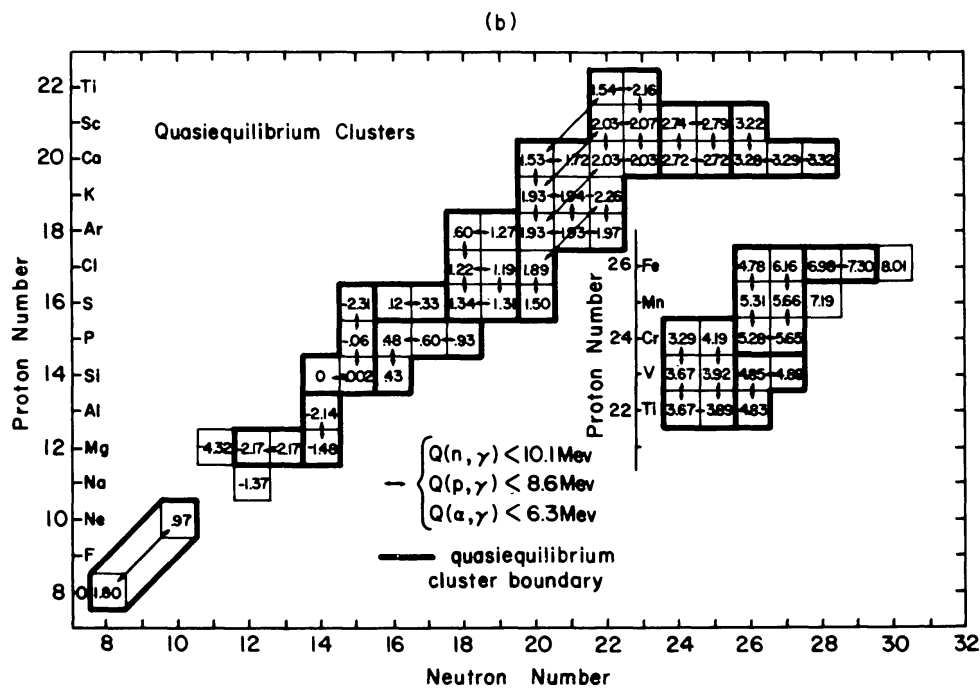 (b)
22 Ti 1.54 2.16
Quasiequilibrium Clusters
Sc 2.03 2.07 2.74 2.79 3.22
20 Ca 1.53 1.72 2.03 2.03 2.72 2.72 3.28 3.29 3.32
K 1.93 1.94 2.26
18 Ar .60 1.27 1.93 1.93 1.97
Cl 1.22 1.19 1.89
16 S -2.31 .12 .33 1.34 1.50
P -.06 .48 .60 .93
14 Si 0 .002 .43
Al -2.14
12 Mg -4.32 -2.17 -2.17 -1.48
Na -1.37
10 Ne .97
F
8 O
Proton Number
26 Fe 4.78 6.16 6.98 7.30 8.01
Mn 5.31 5.66 7.19
24 Cr 3.29 4.19 5.28 5.65
V 3.67 3.92 4.85
22 Ti 3.67 3.89 4.83
Proton Number
Q(n,γ) < 10.1 Mev
Q(p,γ) < 8.6 Mev
Q(α,γ) < 6.3 Mev
quasiequilibrium
cluster boundary
8 10 12 14 16 18 20 22 24 26 28 30 32
Neutron Number